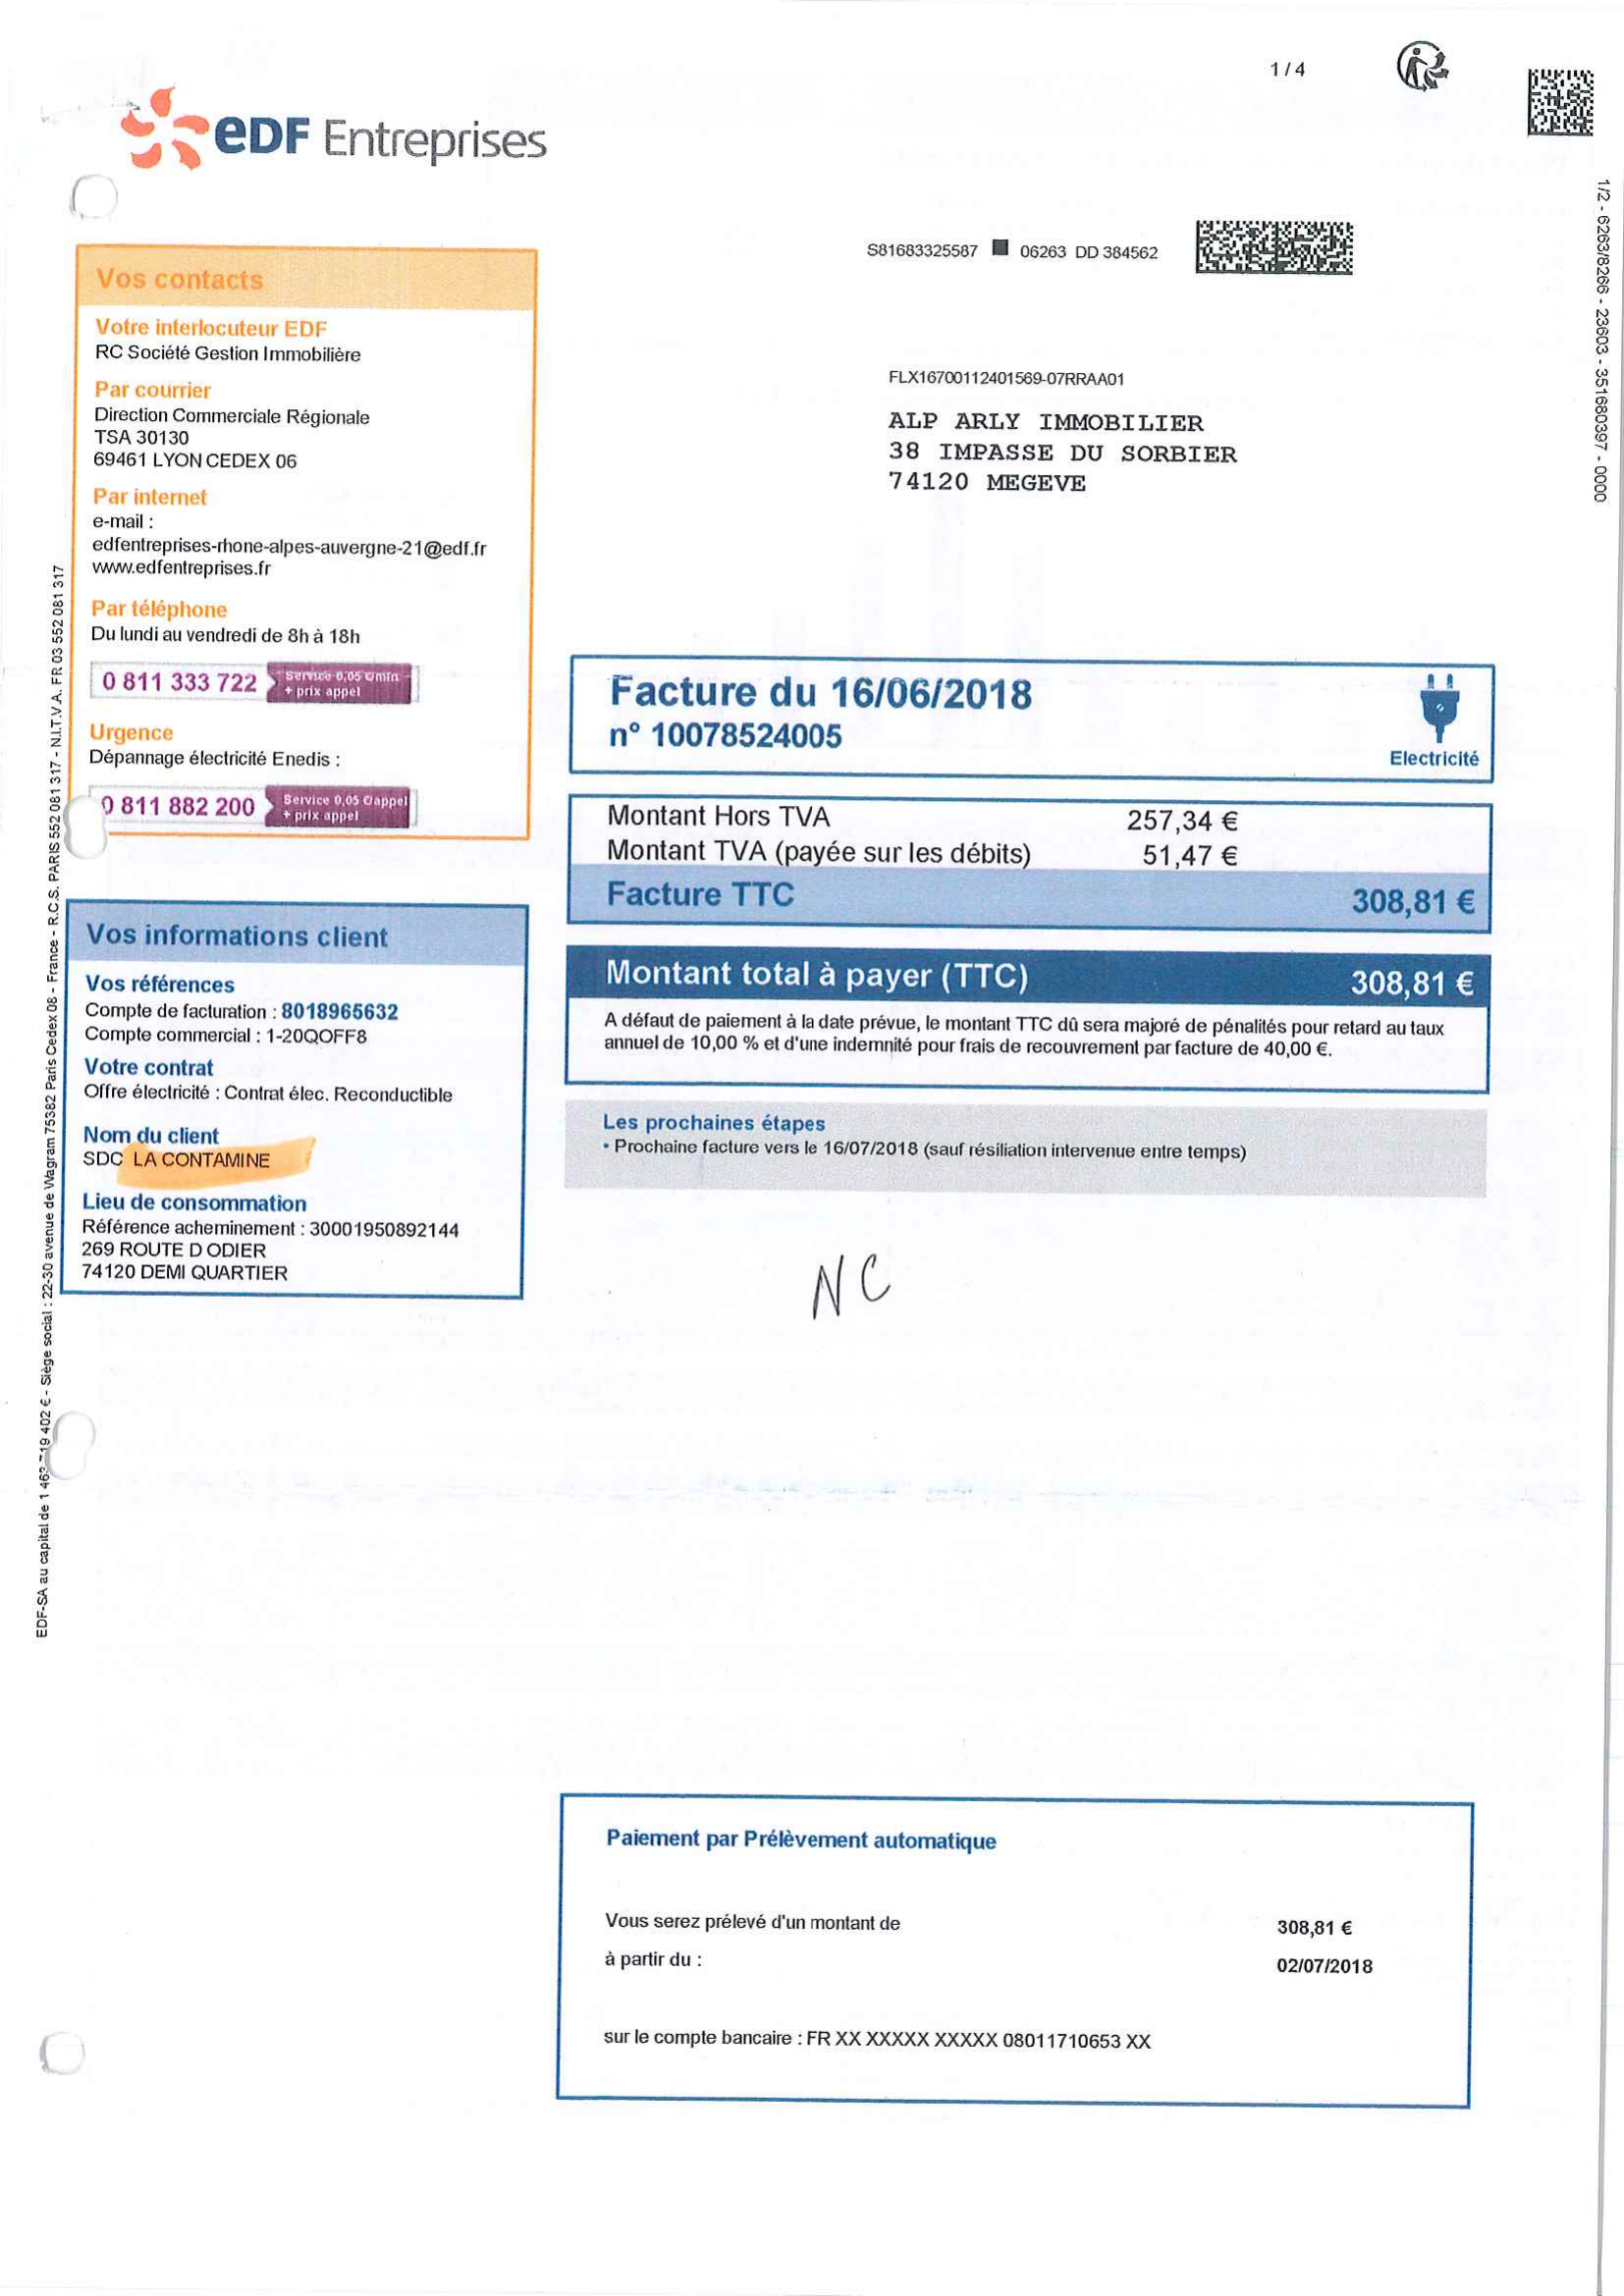 1 / 4
eDF Entreprises
1/2 - 6263/8266 - 23603 - 351680397 - 0000
S81683325587 06263 DD 384562
Vos contacts
Votre interlocuteur EDF
RC Société Gestion Immobilière
Par courrier
Direction Commerciale Régionale
TSA 30130
69461 LYON CEDEX 06
Par internet
e-mail :
edfentreprises-rhone-alpes-auvergne-21@edf.fr
www.edfentreprises.fr
Par téléphone
Du lundi au vendredi de 8h à 18h
0 811 333 722 Service 0,05 €/min
+ prix appel
Urgence
Dépannage électricité Enedis :
0 811 882 200 Service 0,05 €/appel
+ prix appel
FLX16700112401569-07RRAA01
ALP ARLY IMMOBILIER
38 IMPASSE DU SORBIER
74120 MEGEVE
Facture du 16/06/2018
n° 10078524005
Electricité
Montant Hors TVA 257,34 €
Montant TVA (payée sur les débits) 51,47 €
Facture TTC 308,81 €
Montant total à payer (TTC) 308,81 €
A défaut de paiement à la date prévue, le montant TTC dû sera majoré de pénalités pour retard au taux
annuel de 10,00 % et d'une indemnité pour frais de recouvrement par facture de 40,00 €.
Les prochaines étapes
• Prochaine facture vers le 16/07/2018 (sauf résiliation intervenue entre temps)
Vos informations client
Vos références
Compte de facturation : 8018965632
Compte commercial : 1-20QOFF8
Votre contrat
Offre électricité : Contrat élec. Reconductible
Nom du client
SDC LA CONTAMINE
Lieu de consommation
Référence acheminement : 30001950892144
269 ROUTE D ODIER
74120 DEMI QUARTIER
NC
EDF-SA au capital de 1 463 719 402 € - Siège social : 22-30 avenue de Wagram 75382 Paris Cedex 08 - France - R.C.S. PARIS 552 081 317 - N.I.T.V.A. FR 03 552 081 317
Paiement par Prélèvement automatique
Vous serez prélevé d'un montant de 308,81 €
à partir du : 02/07/2018
sur le compte bancaire : FR XX XXXXX XXXXX 08011710653 XX